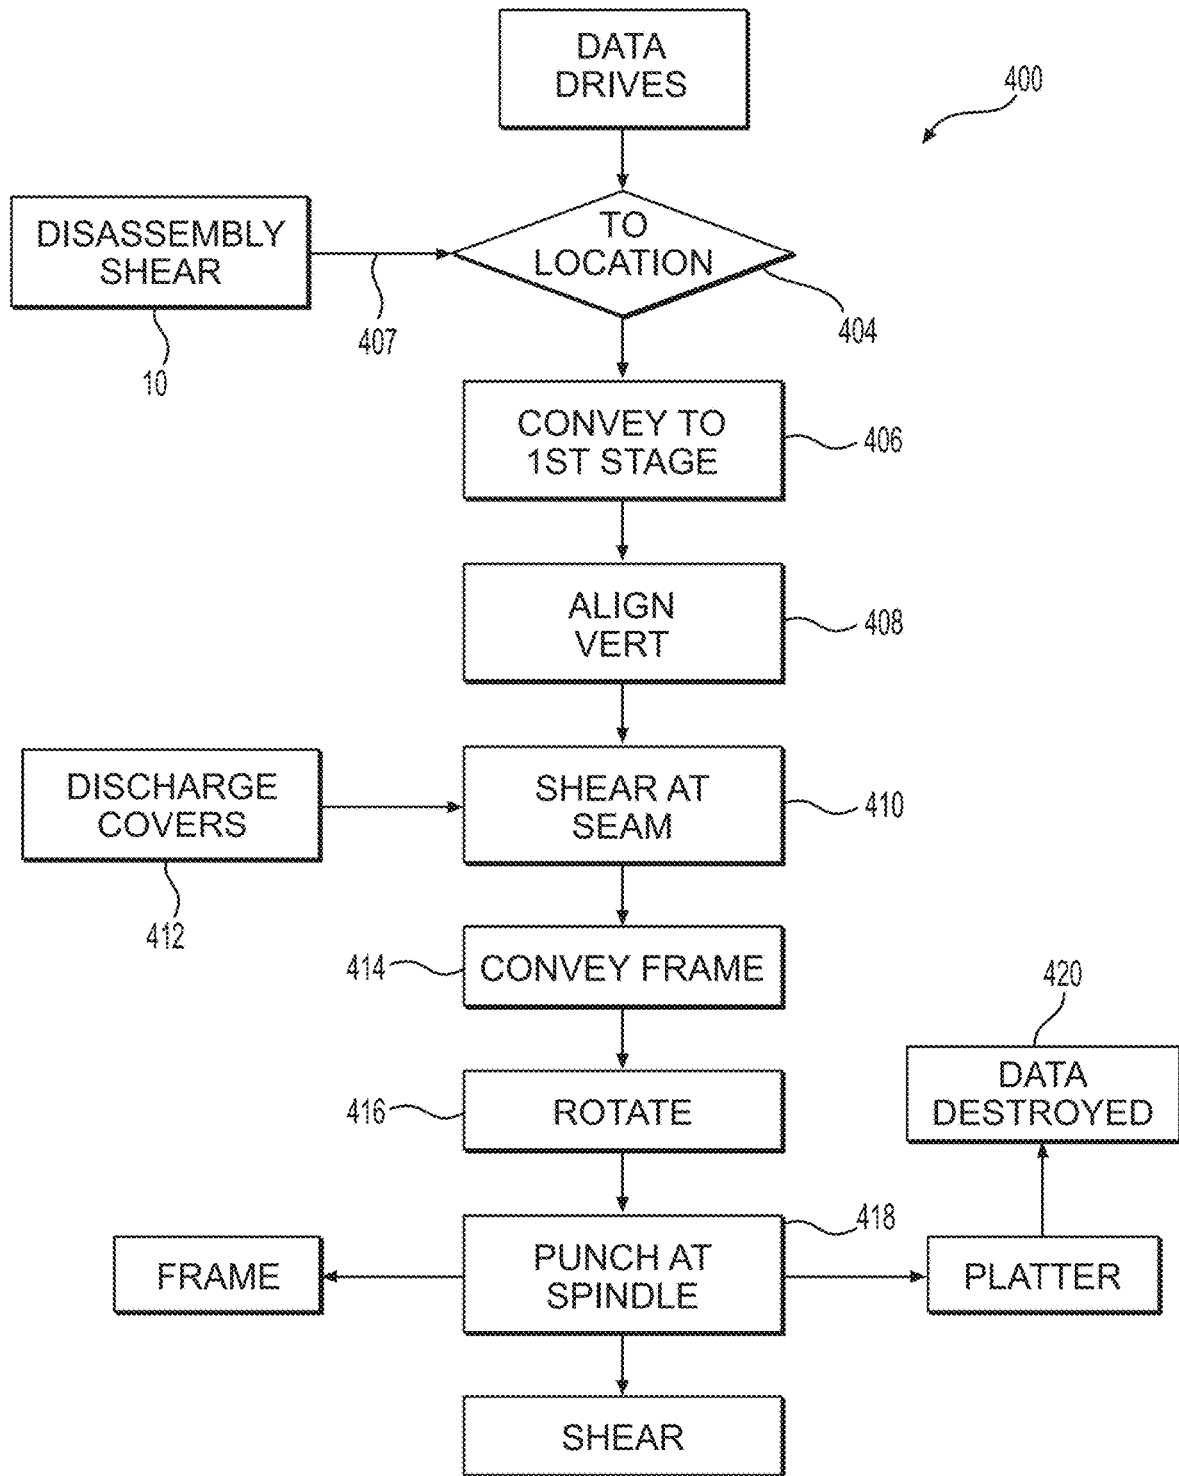 DATA
DRIVES
400
DISASSEMBLY
SHEAR
10
407
TO
LOCATION
404
CONVEY TO
1ST STAGE
406
ALIGN
VERT
408
DISCHARGE
COVERS
412
SHEAR AT
SEAM
410
414
CONVEY FRAME
420
416
ROTATE
DATA
DESTROYED
418
FRAME
PUNCH AT
SPINDLE
PLATTER
SHEAR